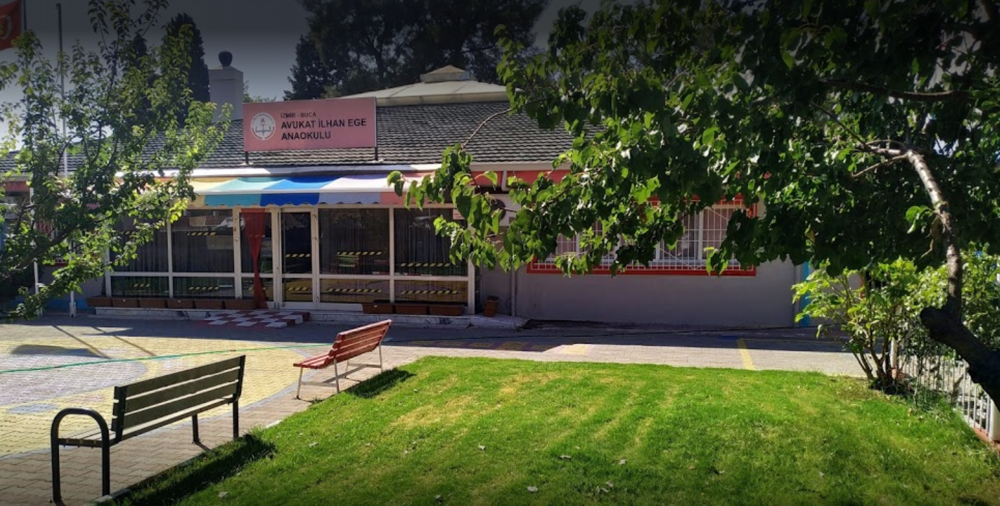 İZMİR - BUCA
AVUKAT İLHAN EGE
ANAOKULU